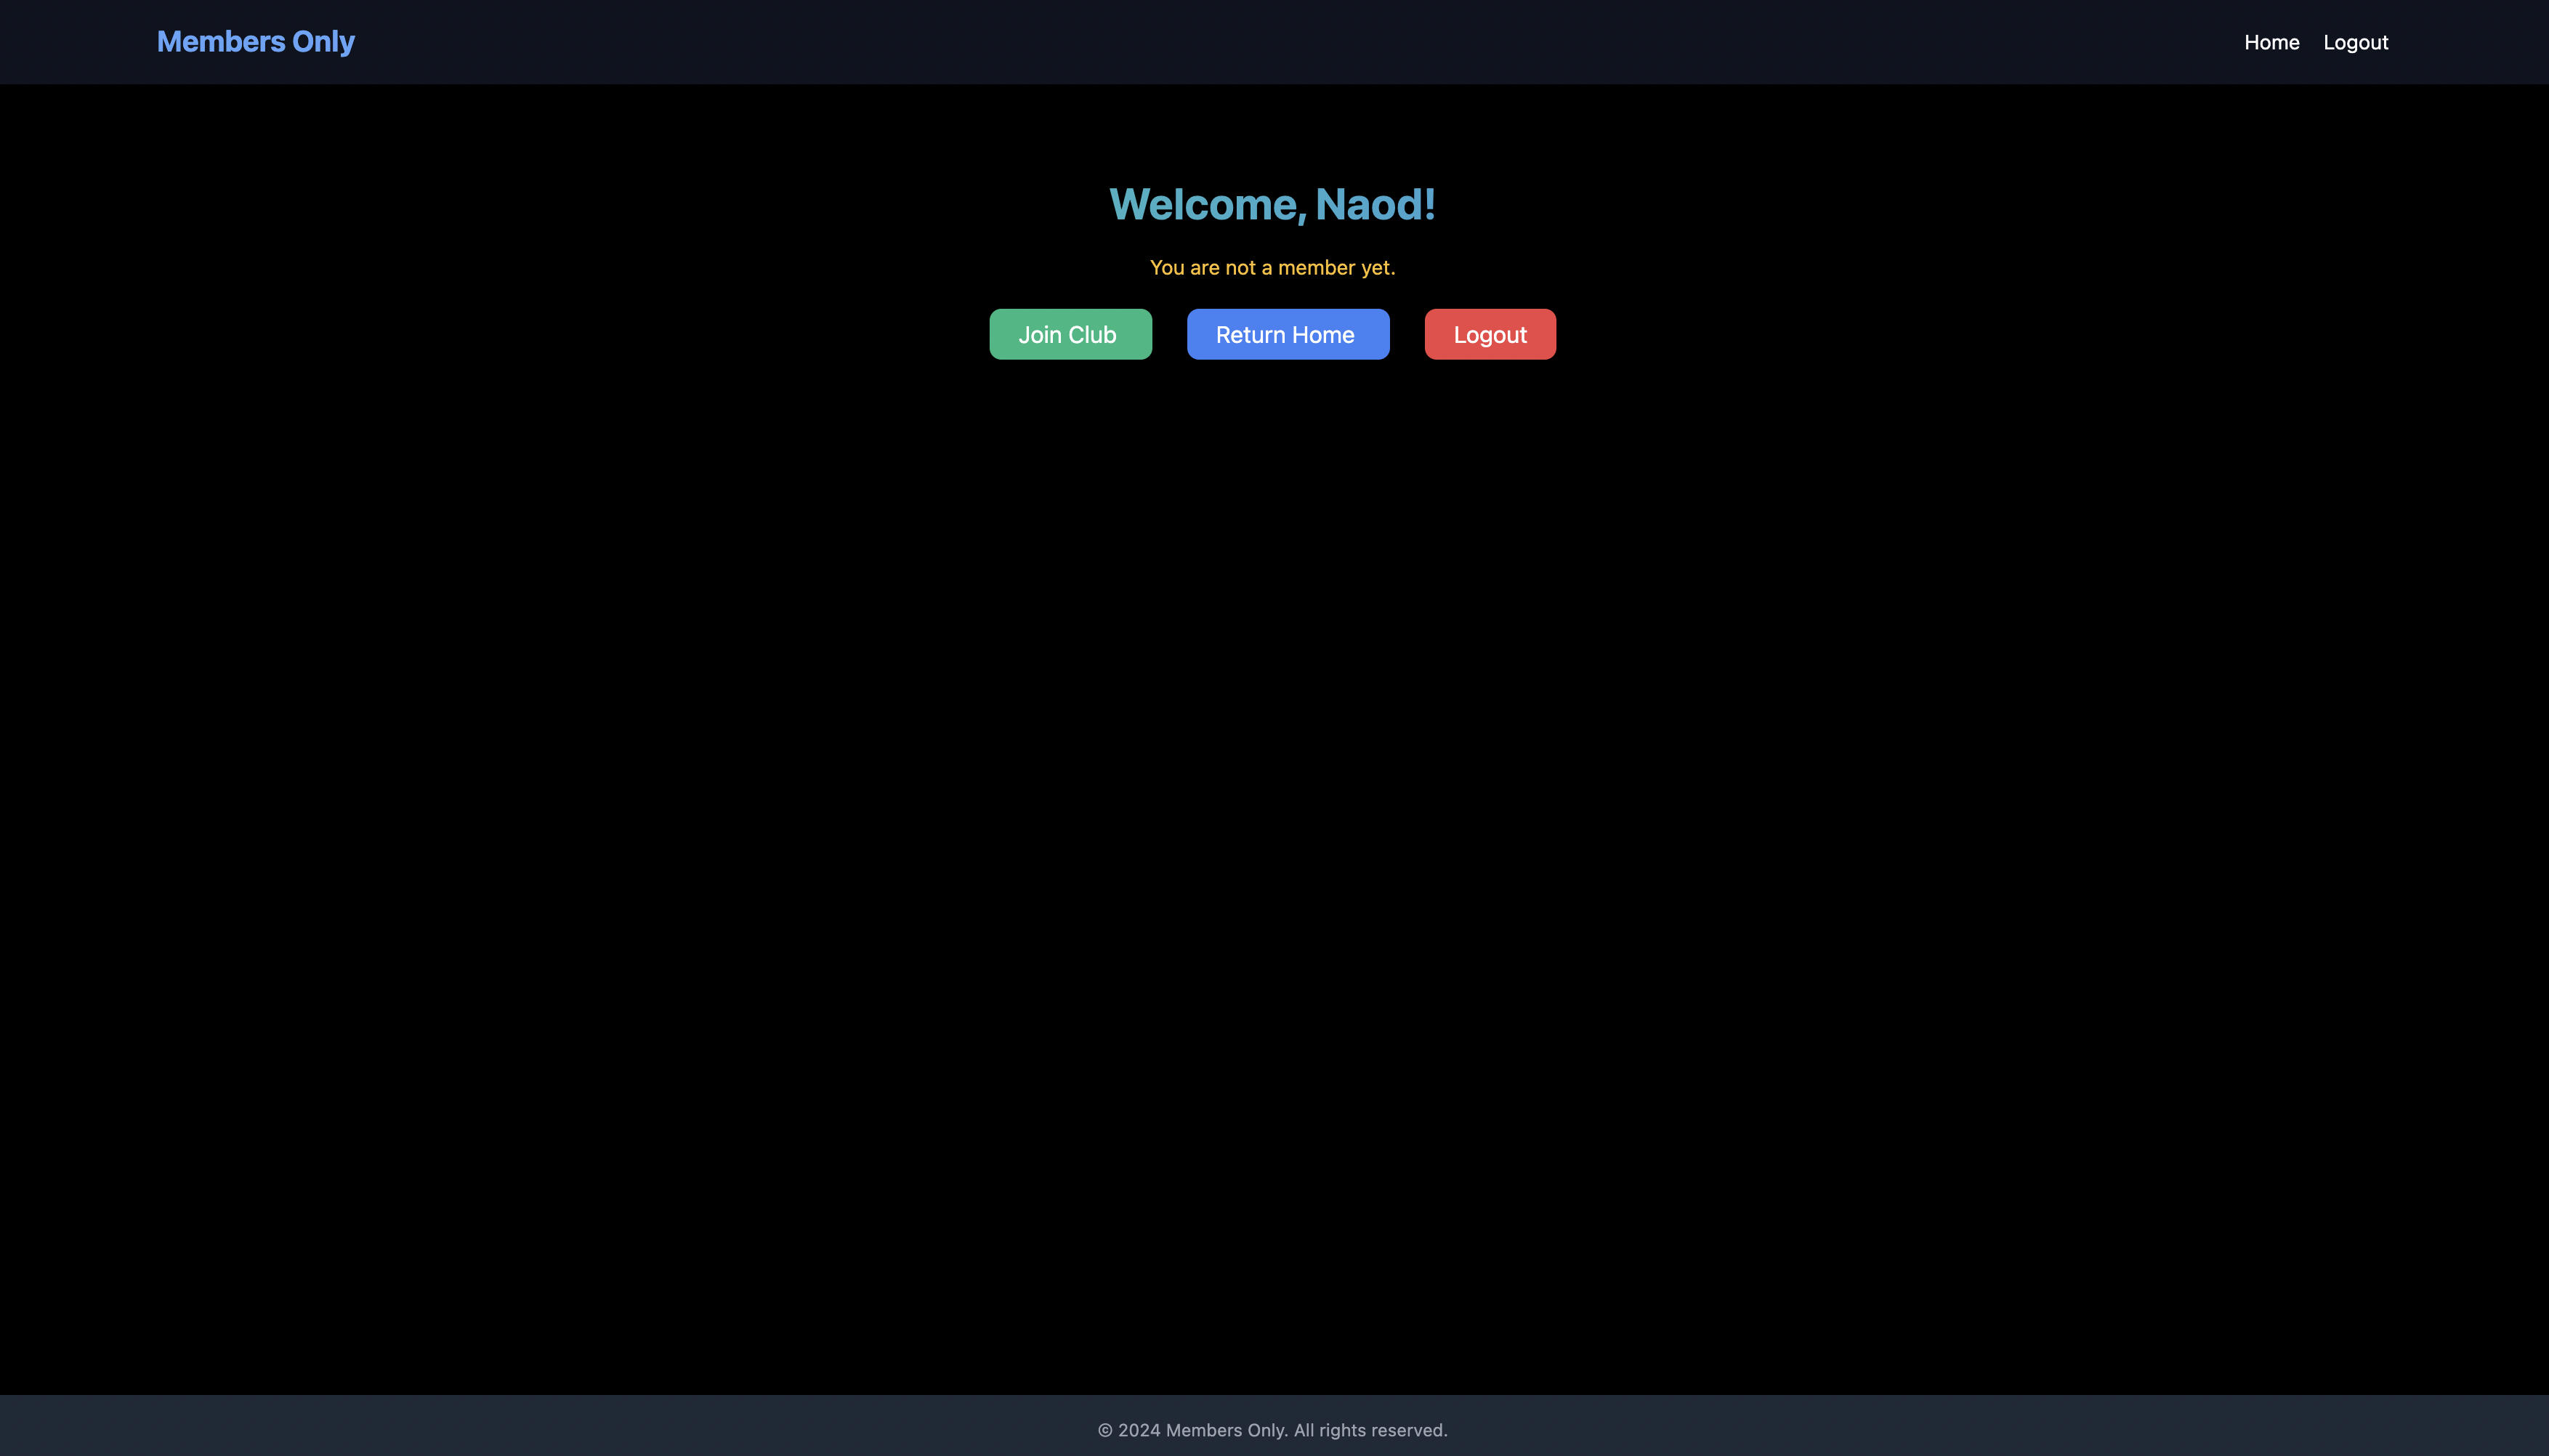 Members Only
Home Logout
Welcome, Naod!
You are not a member yet.
Join Club Return Home Logout
© 2024 Members Only. All rights reserved.